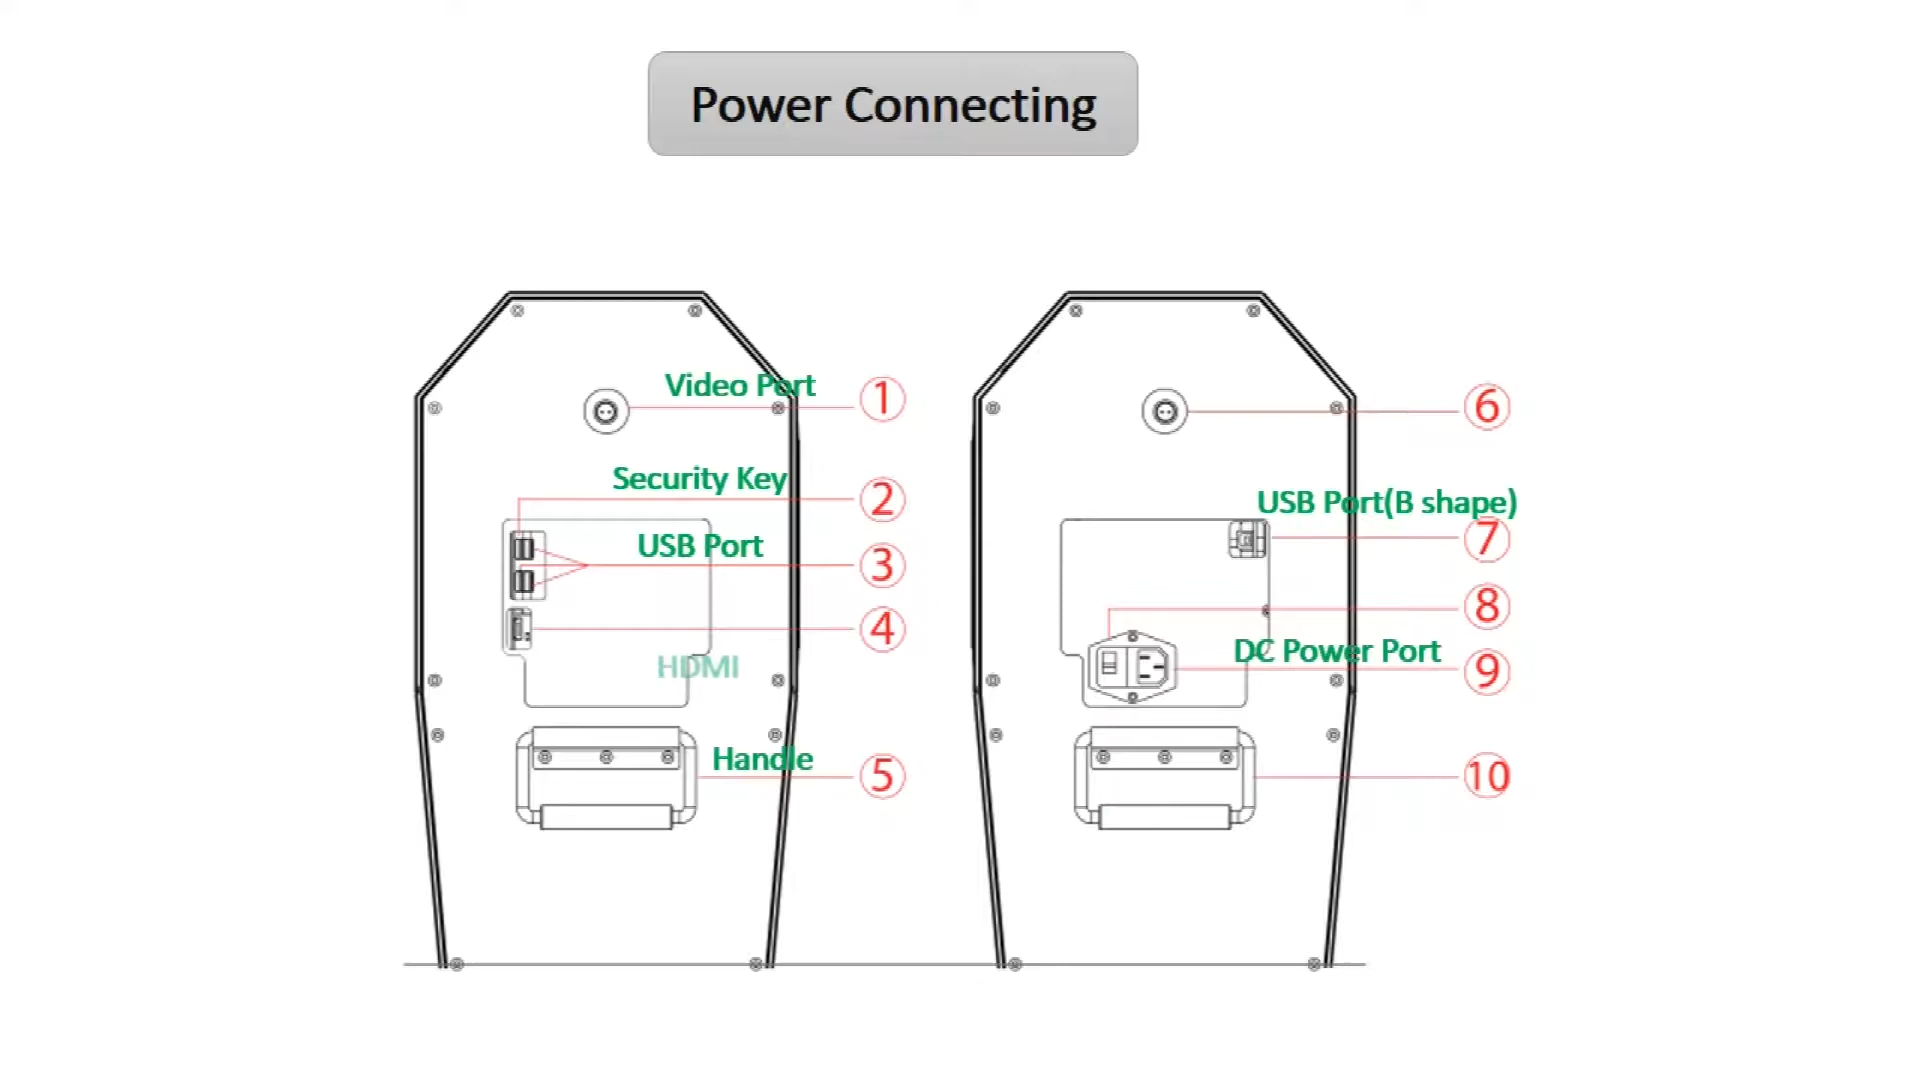 Power Connecting
Video Port ①
Security Key ②
USB Port ③
④
HDMI
Handle ⑤
⑥
USB Port(B shape)
⑦
⑧
DC Power Port
⑨
⑩